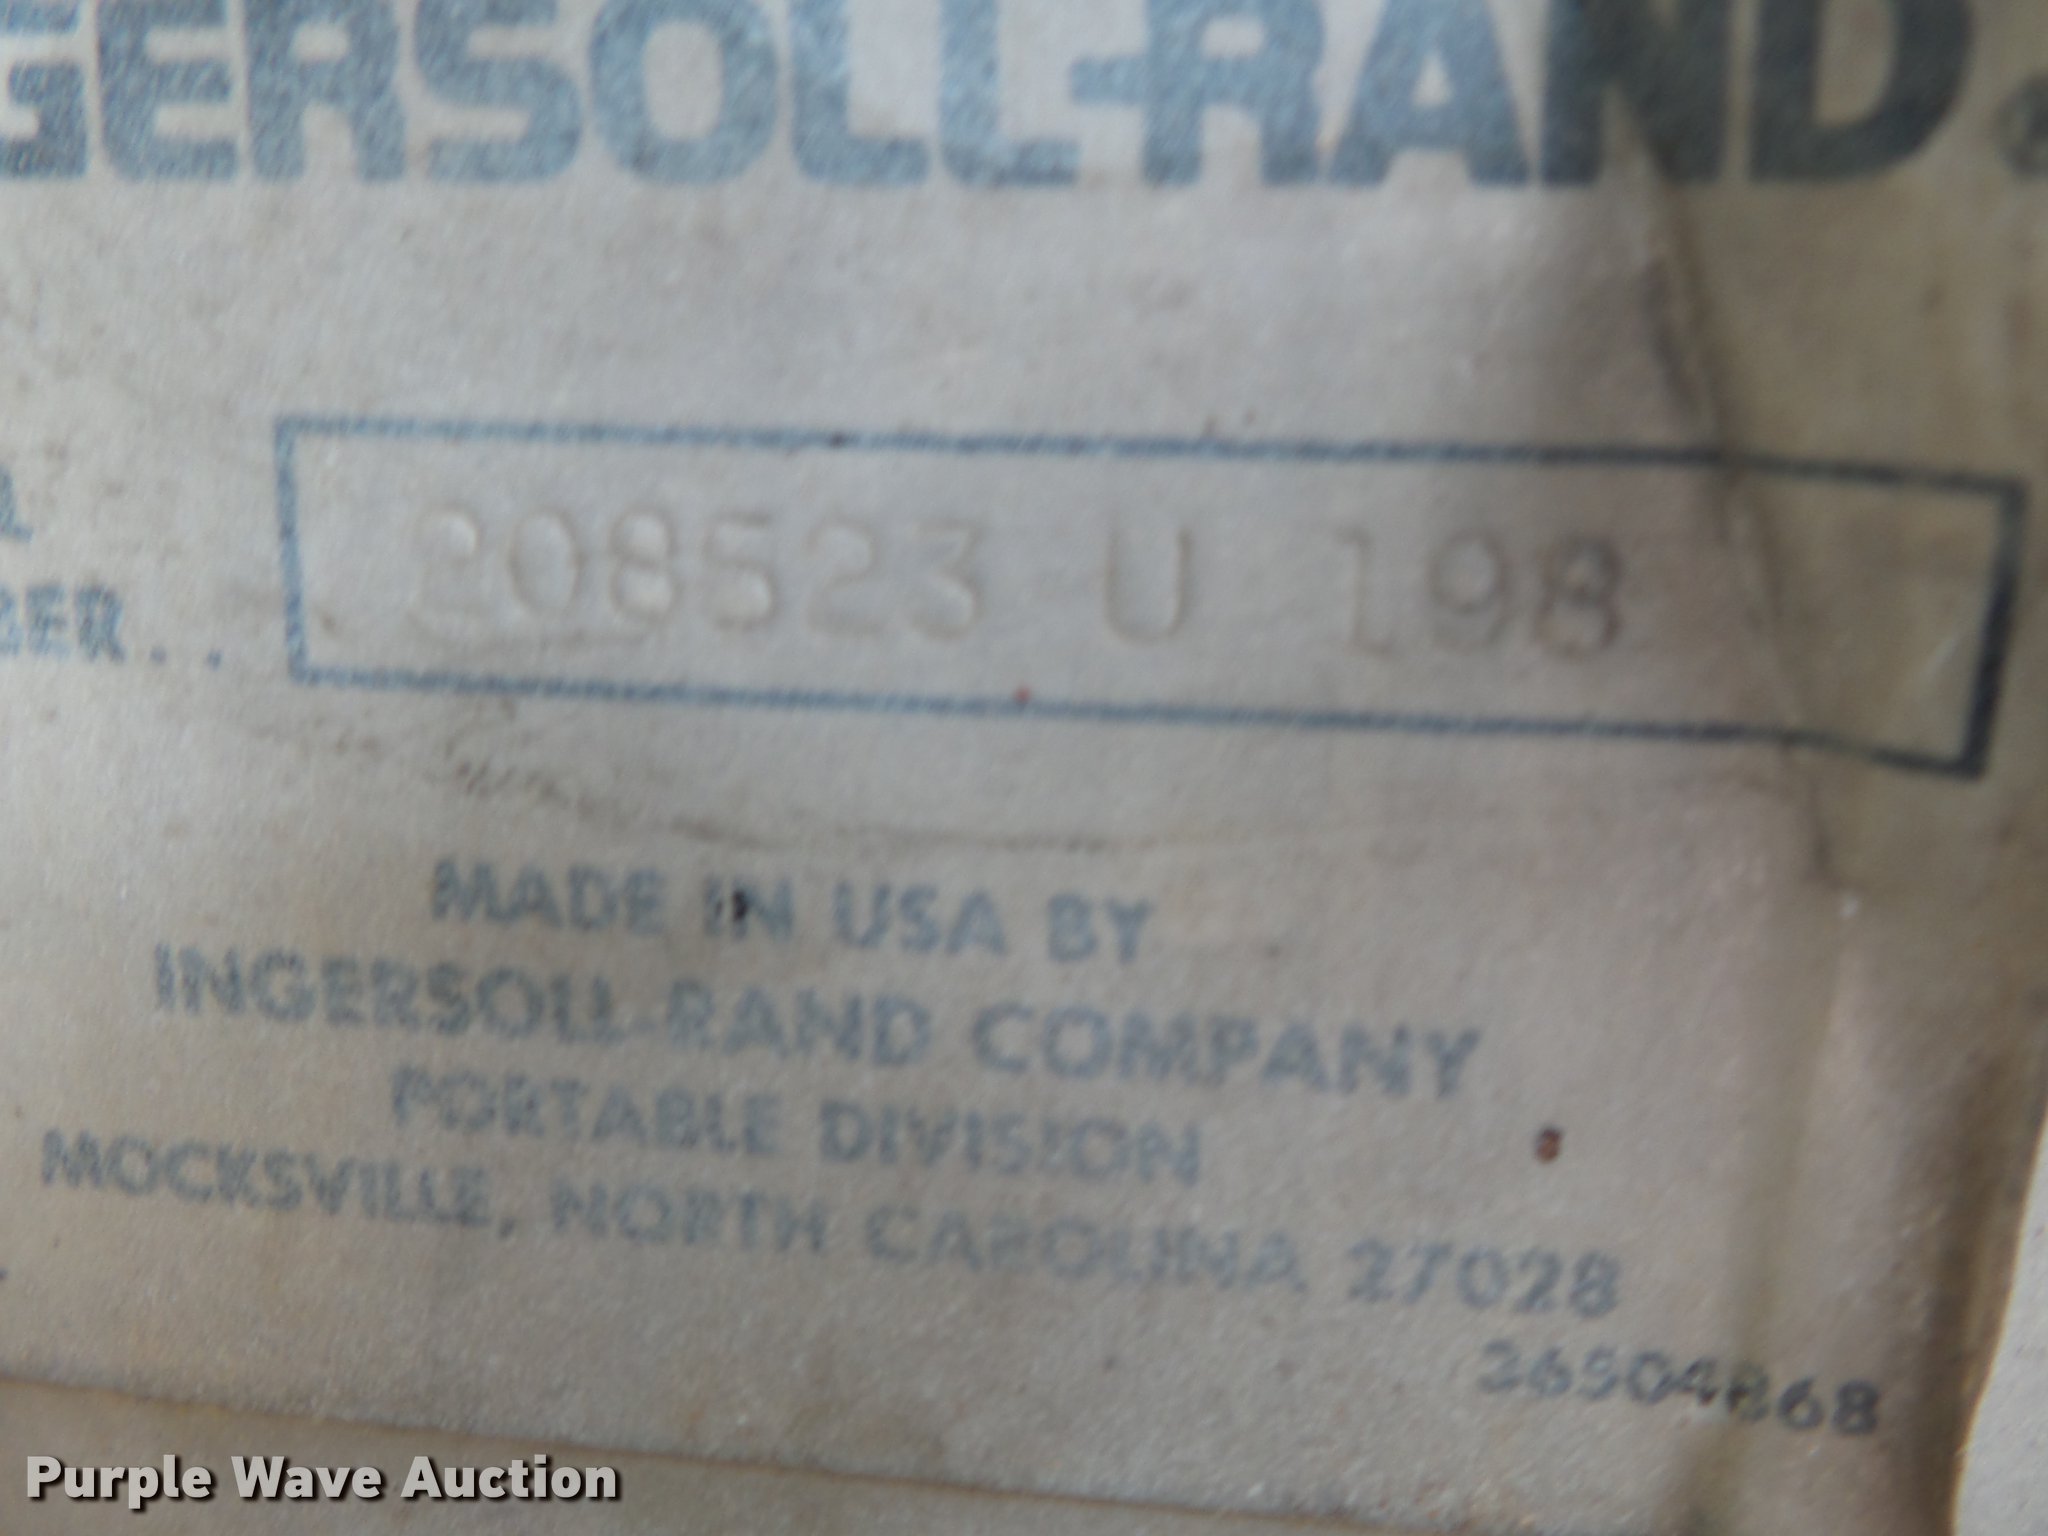 INGERSOLL-RAND®
208523 U 198
MADE IN USA BY
INGERSOLL-RAND COMPANY
PORTABLE DIVISION
MOCKSVILLE, NORTH CAROLINA 27028
36504868
Purple Wave Auction